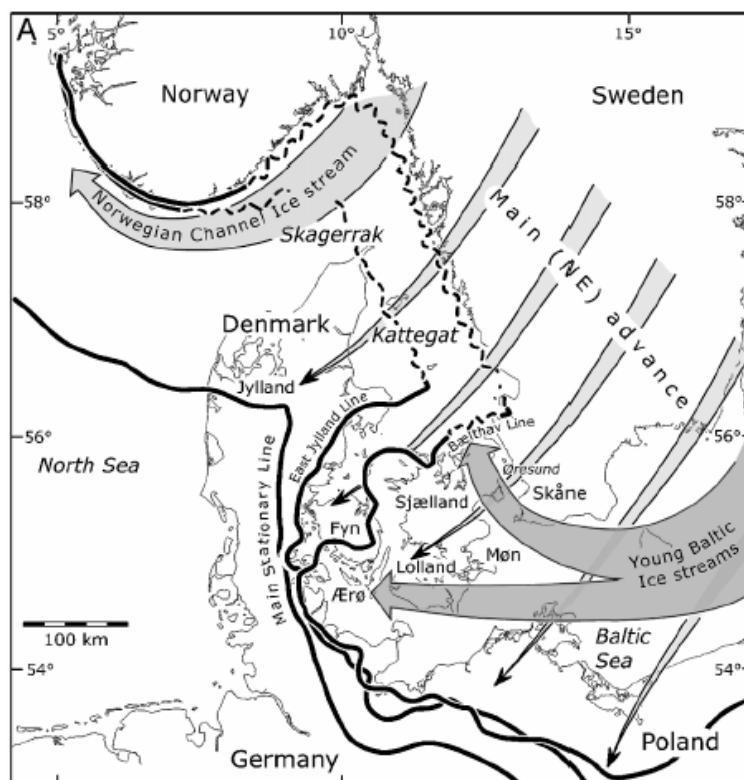 A
5°
10°
15°
Norway
Sweden
58°
58°
Norwegian Channel Ice stream
Skagerrak
Main (NE) advance
Denmark
Kattegat
Jylland
East Jylland Line
56°
56°
Bælthav Line
North Sea
Main Stationary Line
Øresund
Sjælland
Skåne
Fyn
Møn
Lolland
Young Baltic
Ice streams
Ærø
100 km
Baltic
Sea
54°
54°
Poland
Germany